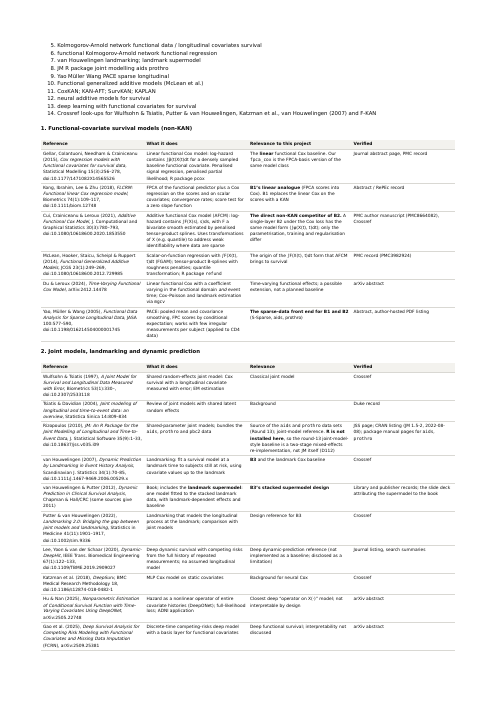 5. Kolmogorov-Arnold network functional data / longitudinal covariates survival
6. functional Kolmogorov-Arnold network functional regression
7. van Houwelingen landmarking; landmark supermodel
8. JM R package joint modelling aids prothro
9. Yao Müller Wang PACE sparse longitudinal
10. Functional generalized additive models (McLean et al.)
11. CoxKAN; KAN-AFT; SurvKAN; KAPLAN
12. neural additive models for survival
13. deep learning with functional covariates for survival
14. Crossref look-ups for Wulfsohn & Tsiatis, Putter & van Houwelingen, Katzman et al., van Houwelingen (2007) and F-KAN
1. Functional-covariate survival models (non-KAN)
Reference What it does Relevance to this project Verified
Gellar, Colantuoni, Needham & Crainiceanu
(2015), Cox regression models with
functional covariates for survival data,
Statistical Modelling 15(3):256–278,
Linear functional Cox model: log-hazard
contains ∫β(s)X(s)ds for a densely sampled
baseline functional covariate. Penalised
signal regression, penalised partial
likelihood; R package pcox
The linear functional Cox baseline. Our
fpca_cox is the FPCA-basis version of the
same model class
Journal abstract page, PMC record
Kong, Ibrahim, Lee & Zhu (2018), FLCRM:
Functional linear Cox regression model,
Biometrics 74(1):109–117,
doi:10.1111/biom.12748
FPCA of the functional predictor plus a Cox
regression on the scores and on scalar
covariates; convergence rates; score test for
a zero slope function
B1's linear analogue (FPCA scores into
Cox). B1 replaces the linear map on the
scores by a KAN
Abstract / RePEc record
Cui, Crainiceanu & Leroux (2021), Additive
Functional Cox Model, J Computational and
Graphical Statistics 30(3):780–793,
doi:10.1080/10618600.2020.1853550
Additive functional Cox model (AFCM): log-
hazard contains ∫F(X(s), s)ds, with F a
bivariate smooth estimated by penalised
tensor-product splines. Uses transformations
of X (e.g. quantile) to address weak
identifiability where data are sparse
The direct non-KAN competitor of B2. A
single-layer B2 under the Cox loss has the
same model form (∫φ(X(t), t)dt); only the
parametrisation, training and regularisation
differ
PMC author manuscript (PMC8664082),
Crossref
McLean, Hooker, Staicu, Scheipl & Ruppert
(2014), Functional Generalized Additive
Models, JCGS 23(1):249–269,
doi:10.1080/10618600.2012.729985
Scalar-on-function regression with ∫F(X(t),
t)dt (FGAM); tensor-product B-splines with
roughness penalties; quantile
transformation; R package refund
The origin of the ∫F(X(t), t)dt form that AFCM
brings to survival
PMC record (PMC3982924)
Du & Leroux (2024), Time-Varying Functional
Cox Model, arXiv:2412.14478
Linear functional Cox with a coefficient
varying in the functional domain and event
time; Cox-Poisson and landmark estimation
via mgcv
Time-varying functional effects; a possible
extension, not a planned baseline
arXiv abstract
Yao, Müller & Wang (2005), Functional Data
Analysis for Sparse Longitudinal Data, JASA
100:577–590,
doi:10.1198/016214504000001745
PACE: pooled mean and covariance
smoothing, FPC scores by conditional
expectation; works with few irregular
measurements per subject (applied to CD4
data)
The sparse-data front end for B1 and B2
(S-sparse, aids, prothro)
Abstract, author-hosted PDF listing
2. Joint models, landmarking and dynamic prediction
Reference What it does Relevance to this project Verified
Wulfsohn & Tsiatis (1997), A Joint Model for
Survival and Longitudinal Data Measured
with Error, Biometrics 53(1):330–,
doi:10.2307/2533118
Shared random-effects joint model: Cox
survival with a longitudinal covariate
measured with error; EM estimation
Classical joint model
Crossref
Tsiatis & Davidian (2004), Joint modeling of
longitudinal and time-to-event data: an
overview, Statistica Sinica 14:809–834
Review of joint models with shared latent
random effects
Background
Duke record
Rizopoulos (2010), JM: An R Package for the
Joint Modelling of Longitudinal and Time-to-
Event Data, J. Statistical Software 35(9):1–33,
doi:10.18637/jss.v035.i09
Shared-parameter joint models; bundles the
aids, prothro and pbc2 data
Source of the aids and prothro data sets
(Round 13); joint-model reference. R is not
installed here, so the round-13 joint-model-
style baseline is a two-stage mixed-effects
re-implementation, not JM itself (D112)
JSS page; CRAN listing (JM 1.5-2, 2022-08-
08); package manual pages for aids,
prothro
van Houwelingen (2007), Dynamic Prediction
by Landmarking in Event History Analysis,
Scandinavian J. Statistics 34(1):70–85,
doi:10.1111/j.1467-9469.2006.00529.x
Landmarking: fit a survival model at a
landmark time to subjects still at risk, using
covariate values up to the landmark
B3 and the landmark Cox baseline
Crossref
van Houwelingen & Putter (2012), Dynamic
Prediction in Clinical Survival Analysis,
Chapman & Hall/CRC (some sources give
2011)
Book; includes the landmark supermodel:
one model fitted to the stacked landmark
data, with landmark-dependent effects and
baseline
B3's stacked supermodel design
Library and publisher records; the slide deck
attributing the supermodel to the book
Putter & van Houwelingen (2022),
Landmarking 2.0: Bridging the gap between
joint models and landmarking, Statistics in
Medicine 41(11):1901–1917,
doi:10.1002/sim.9336
Landmarking that models the longitudinal
process at the landmark; comparison with
joint models
Design reference for B3
Crossref
Lee, Yoon & van der Schaar (2020), Dynamic-
DeepHit, IEEE Trans. Biomedical Engineering
67(1):122–133,
doi:10.1109/TBME.2019.2909027
Deep dynamic survival with competing risks
from the full history of repeated
measurements; no assumed longitudinal
model
Deep dynamic-prediction reference (not
implemented as a baseline; disclosed as a
limitation)
Journal listing, search summaries
Katzman et al. (2018), DeepSurv, BMC
Medical Research Methodology 18,
doi:10.1186/s12874-018-0482-1
MLP Cox model on static covariates
Background for neural Cox
Crossref
Hu & Nan (2025), Nonparametric Estimation
of Conditional Survival Function with Time-
Varying Covariates Using DeepONet,
arXiv:2505.22748
Hazard as a nonlinear operator of entire
covariate histories (DeepONet); full-likelihood
loss, ADNI application
Closest deep "operator on X(·)" model; not
interpretable by design
arXiv abstract
Gao et al. (2025), Deep Survival Analysis for
Competing Risk Modeling with Functional
Covariates and Missing Data Imputation
(FCRN), arXiv:2509.25381
Discrete-time competing-risks deep model
with a basis layer for functional covariates
Deep functional survival; interpretability not
discussed
arXiv abstract